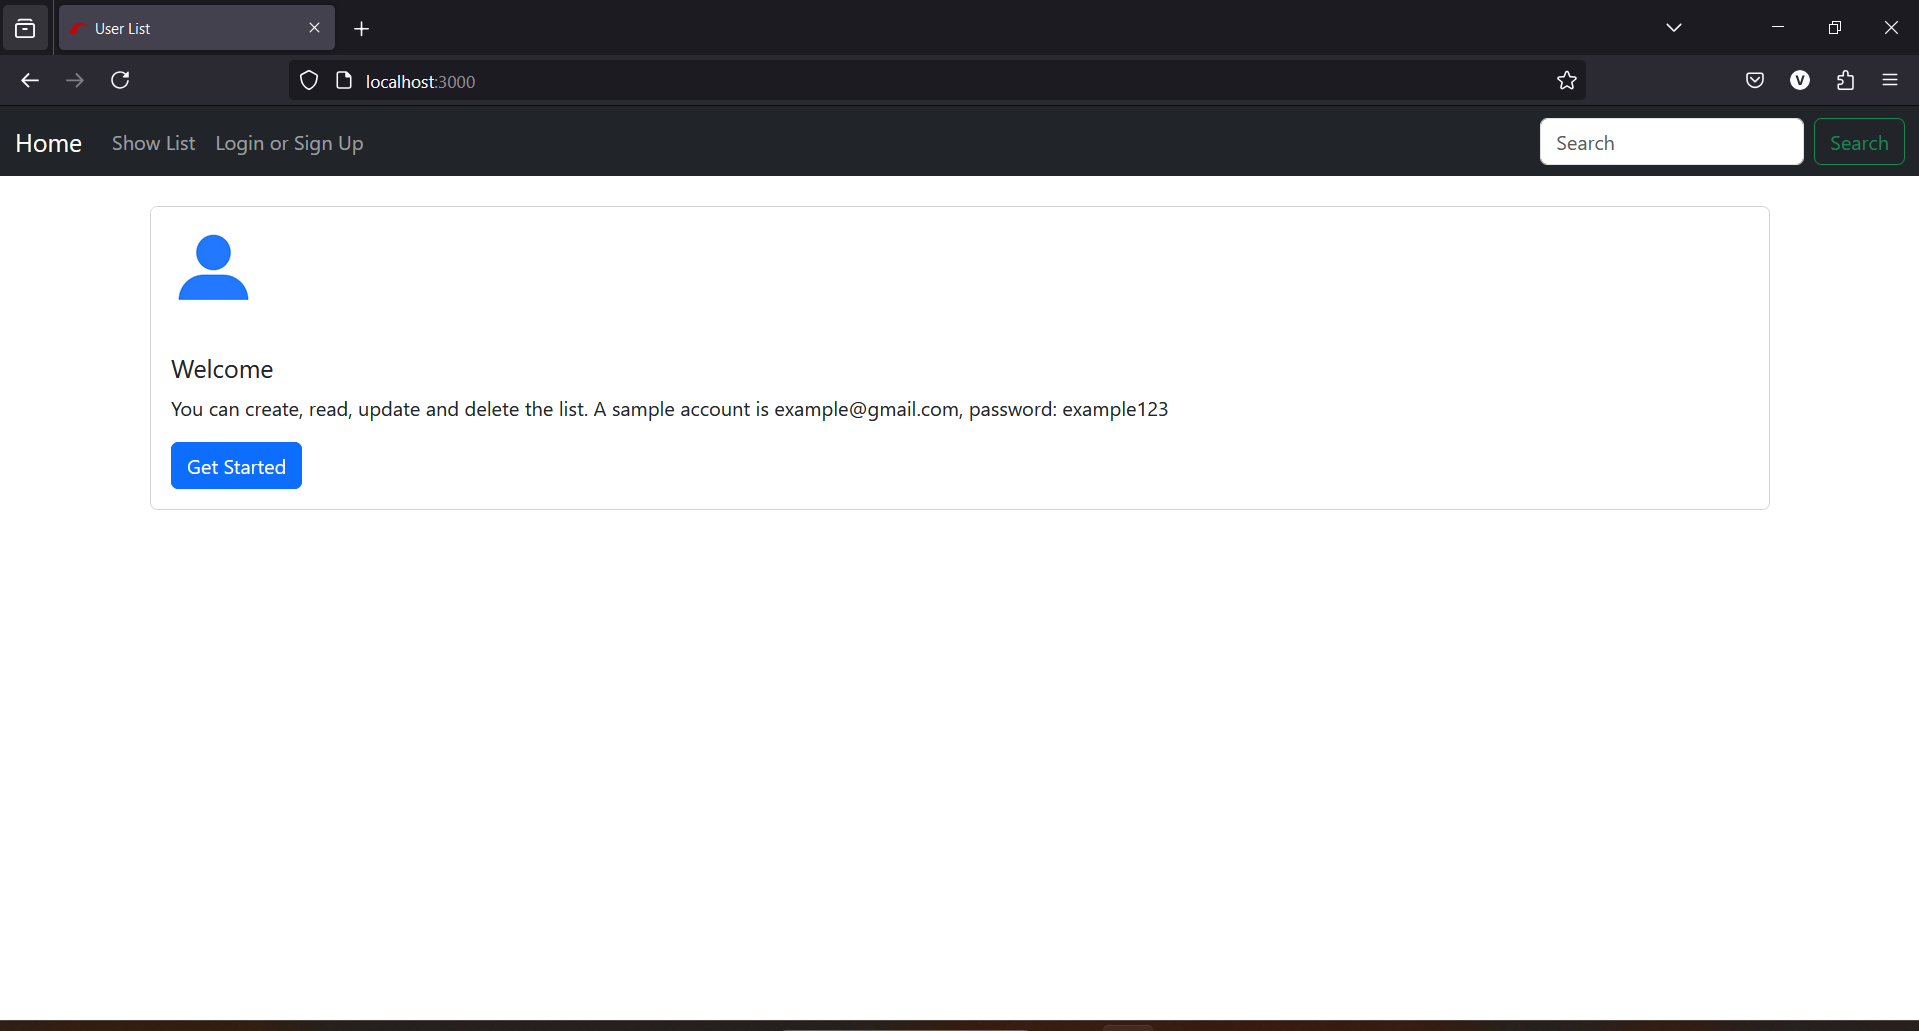 User List
localhost:3000
V
Home Show List Login or Sign Up Search Search
Welcome
You can create, read, update and delete the list. A sample account is example@gmail.com, password: example123
Get Started